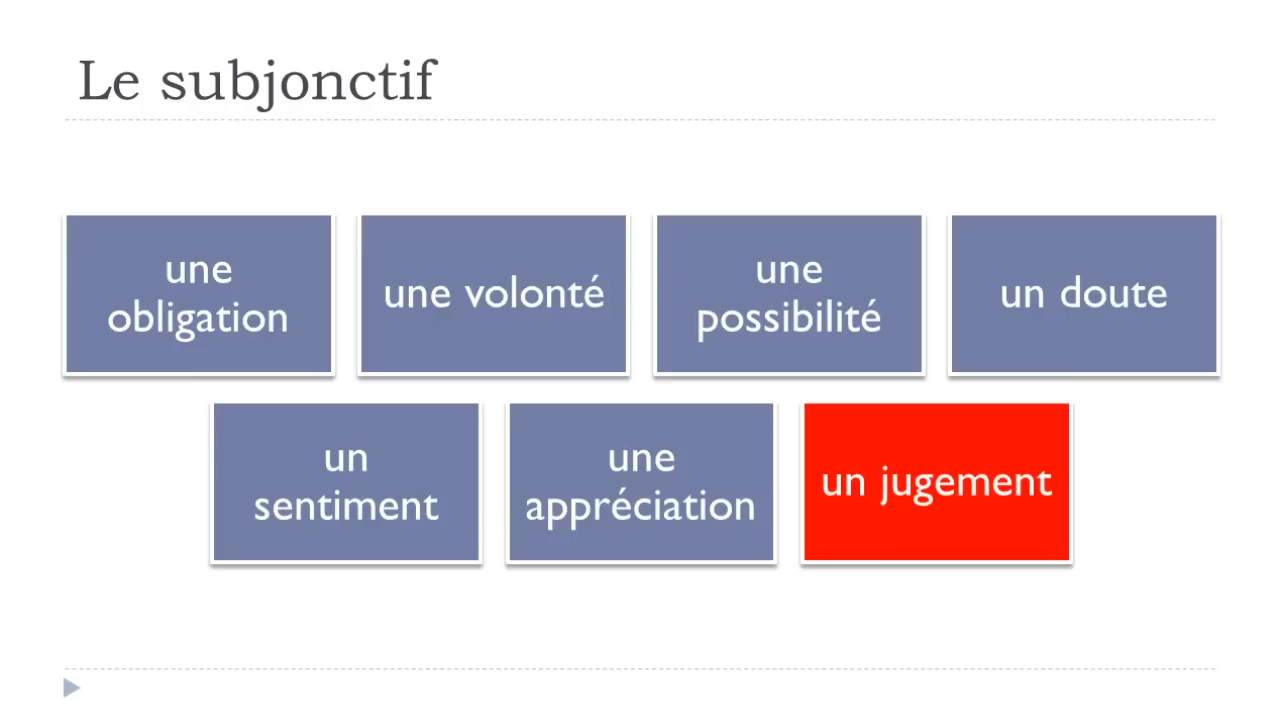 Le subjonctif
une
obligation
une volonté
une
possibilité
un doute
un
sentiment
une
appréciation
un jugement